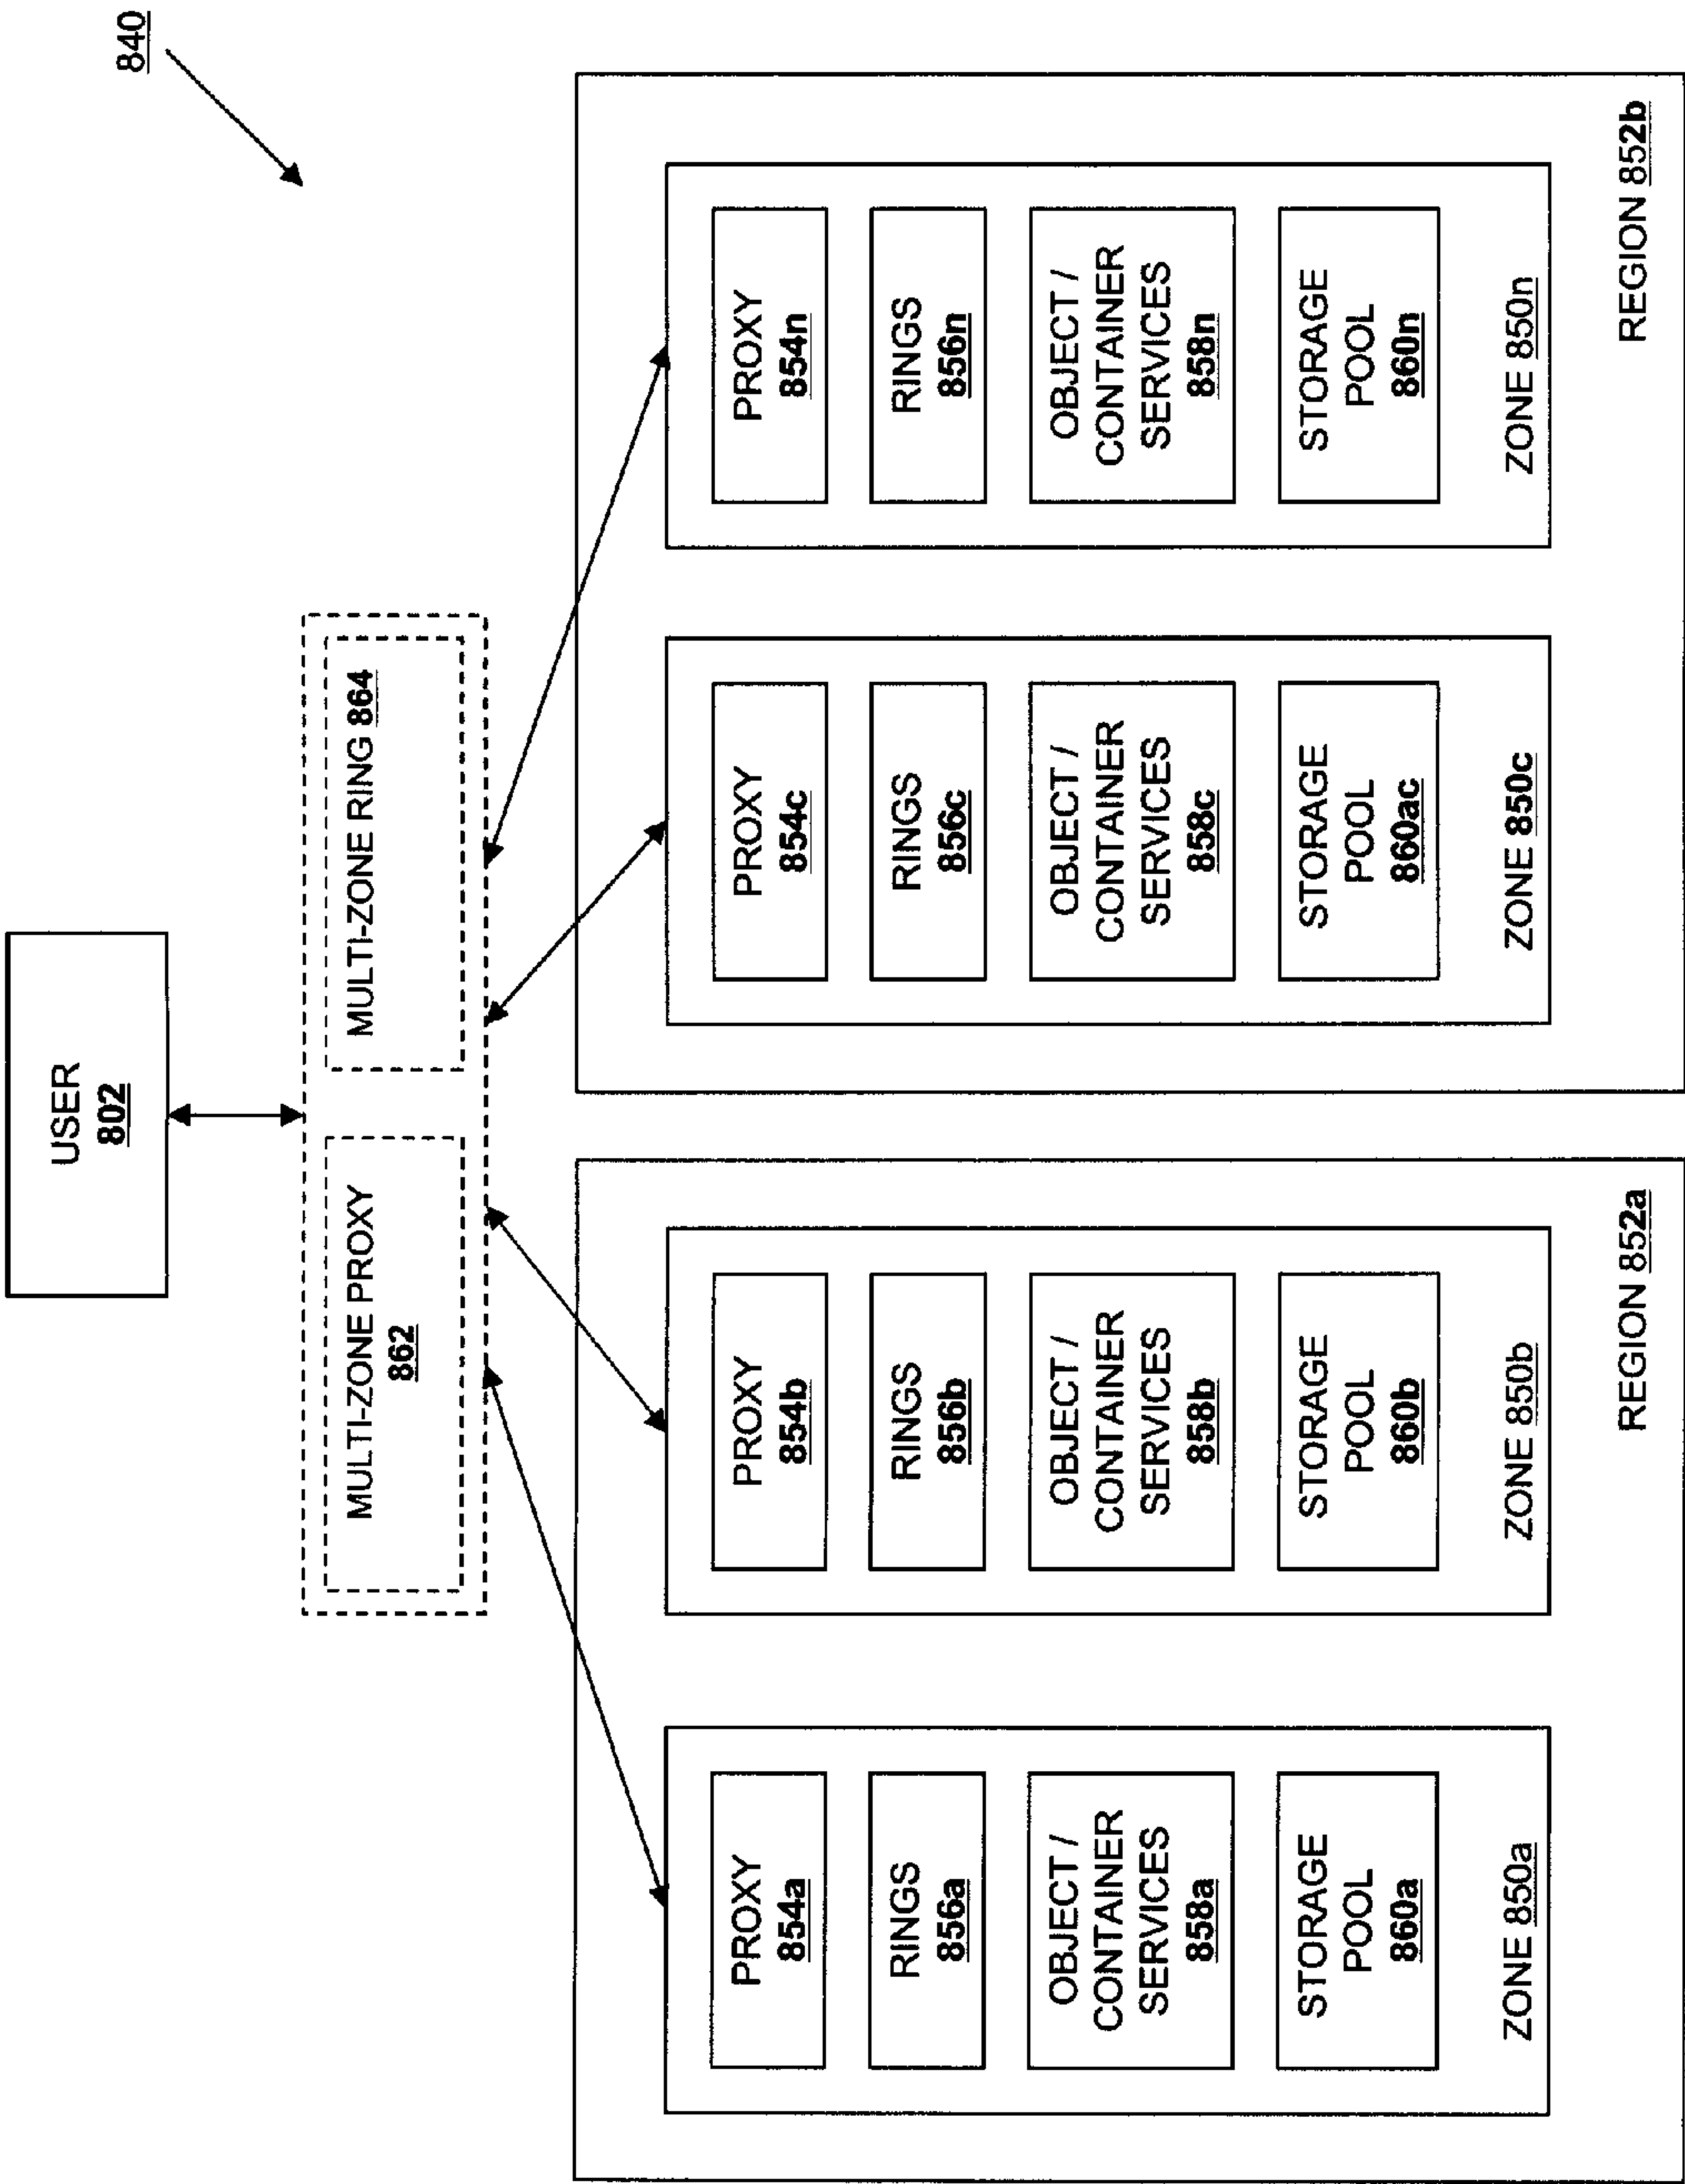 840
USER
802
MULTI-ZONE PROXY
862
MULTI-ZONE RING 864
PROXY
854a
RINGS
856a
OBJECT /
CONTAINER
SERVICES
858a
STORAGE
POOL
860a
ZONE 850a
PROXY
854b
RINGS
856b
OBJECT /
CONTAINER
SERVICES
858b
STORAGE
POOL
860b
ZONE 850b
REGION 852a
PROXY
854c
RINGS
856c
OBJECT /
CONTAINER
SERVICES
858c
STORAGE
POOL
860ac
ZONE 850c
PROXY
854n
RINGS
856n
OBJECT /
CONTAINER
SERVICES
858n
STORAGE
POOL
860n
ZONE 850n
REGION 852b